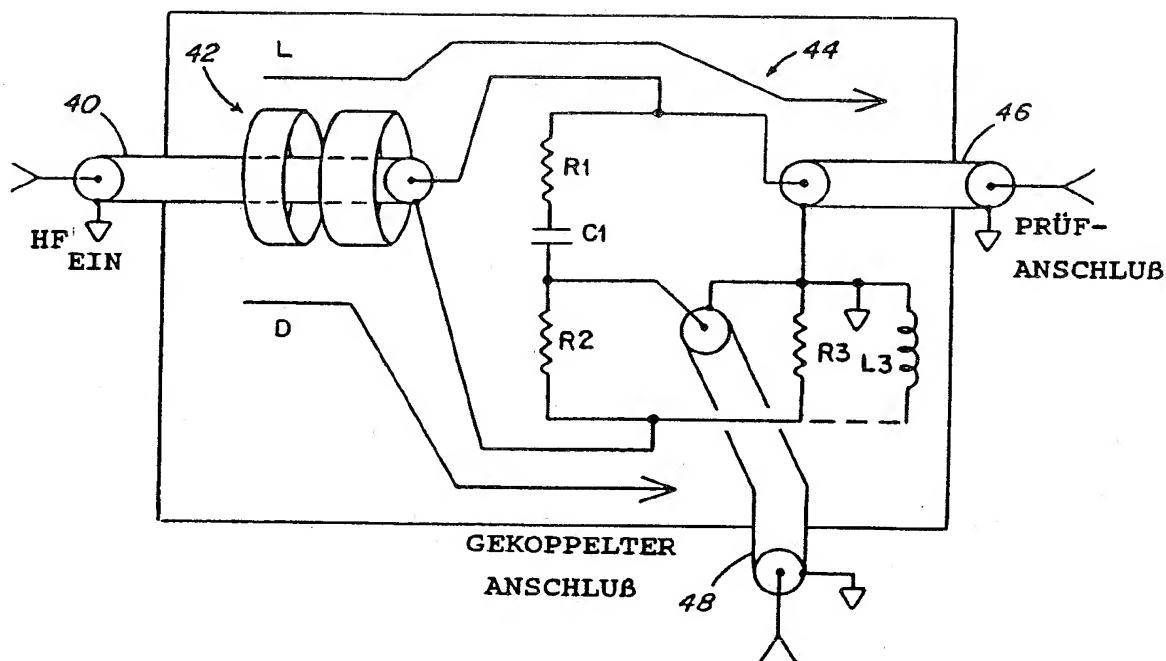 L
44
42
40
46
R1
HF
EIN
C1
PRÜF-
ANSCHLUß
D
R2
R3
L3
GEKOPPELTER
ANSCHLUß
48